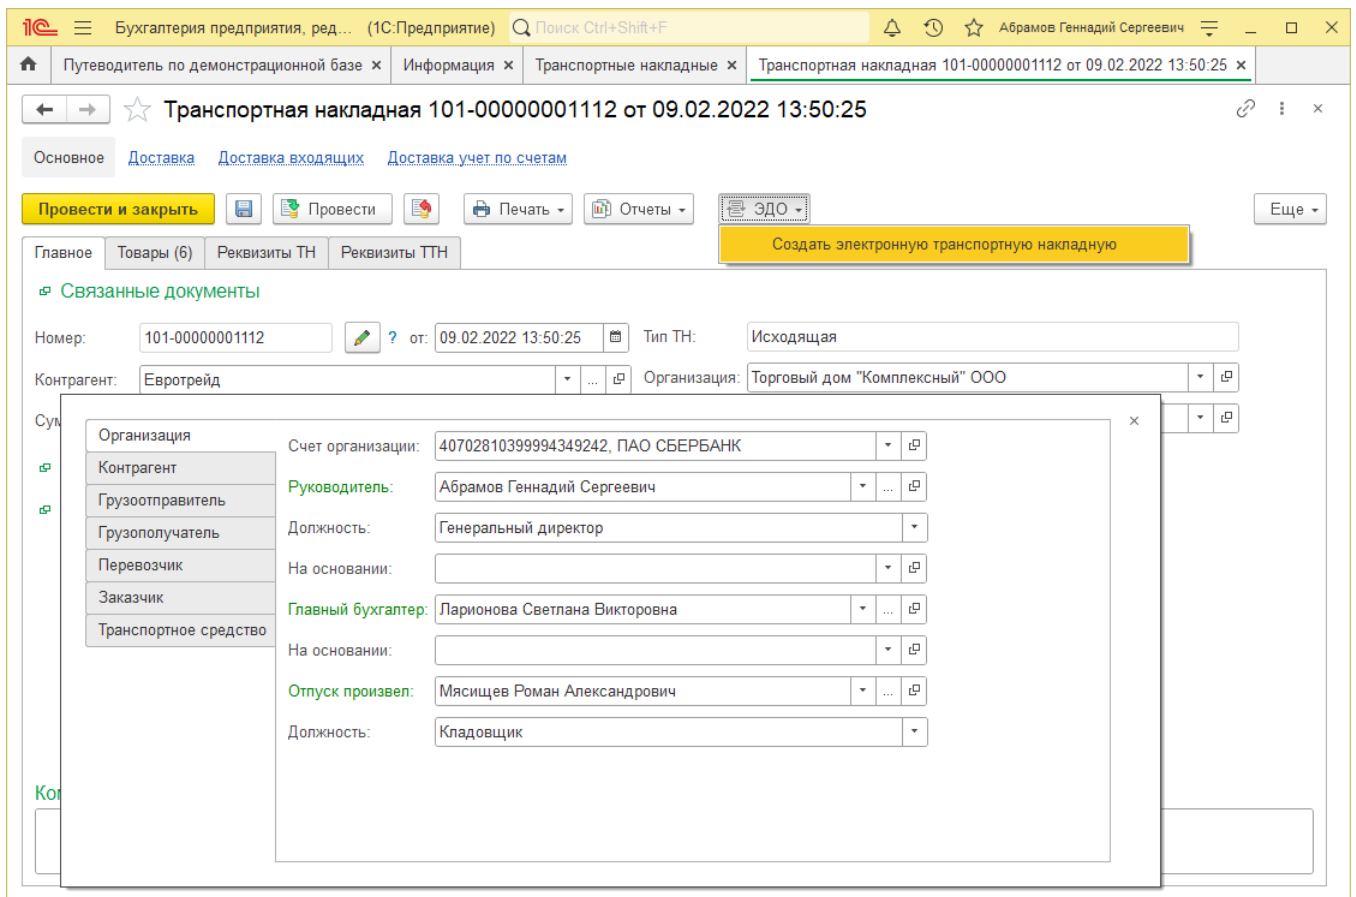 1С Бухгалтерия предприятия, ред... (1С:Предприятие) Поиск Ctrl+Shift+F Абрамов Геннадий Сергеевич
Путеводитель по демонстрационной базе × Информация × Транспортные накладные × Транспортная накладная 101-00000001112 от 09.02.2022 13:50:25 ×
Транспортная накладная 101-00000001112 от 09.02.2022 13:50:25
Основное Доставка Доставка входящих Доставка учет по счетам
Провести и закрыть Провести Печать Отчеты ЭДО Еще
Создать электронную транспортную накладную
Главное Товары (6) Реквизиты ТН Реквизиты ТТН
Связанные документы
Номер: 101-00000001112 ? от: 09.02.2022 13:50:25 Тип ТН: Исходящая
Контрагент: Евротрейд ... Организация: Торговый дом "Комплексный" ООО
Сум
Организация
Счет организации: 40702810399994349242, ПАО СБЕРБАНК
Контрагент
Руководитель: Абрамов Геннадий Сергеевич ...
Грузоотправитель
Должность: Генеральный директор
Грузополучатель
Перевозчик
На основании:
Заказчик
Главный бухгалтер: Ларионова Светлана Викторовна ...
Транспортное средство
На основании:
Отпуск произвел: Мясищев Роман Александрович ...
Должность: Кладовщик
Ко